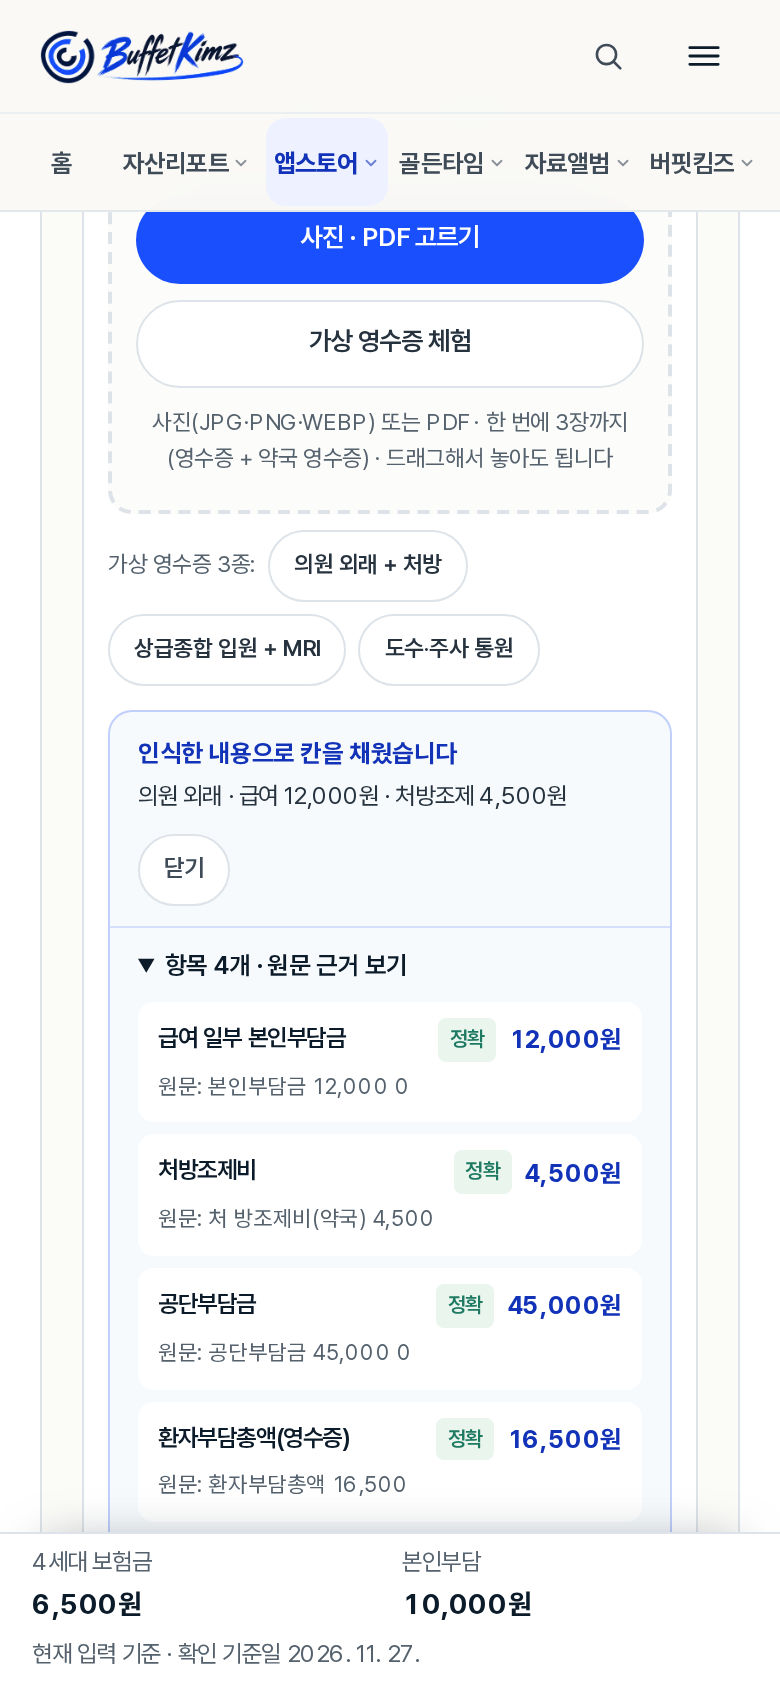 BuffetKimz
홈 자산리포트 앱스토어 골든타임 자료앨범 버핏킴즈
사진 · PDF 고르기
가상 영수증 체험
사진(JPG·PNG·WEBP) 또는 PDF · 한 번에 3장까지
(영수증 + 약국 영수증) · 드래그해서 놓아도 됩니다
가상 영수증 3종: 의원 외래 + 처방
상급종합 입원 + MRI 도수·주사 통원
인식한 내용으로 칸을 채웠습니다
의원 외래 · 급여 12,000원 · 처방조제 4,500원
닫기
▼ 항목 4개 · 원문 근거 보기
급여 일부 본인부담금 정확 12,000원
원문: 본인부담금 12,000 0
처방조제비 정확 4,500원
원문: 처 방조제비(약국) 4,500
공단부담금 정확 45,000원
원문: 공단부담금 45,000 0
환자부담총액(영수증) 정확 16,500원
원문: 환자부담총액 16,500
4세대 보험금 본인부담
6,500원 10,000원
현재 입력 기준 · 확인 기준일 2026. 11. 27.